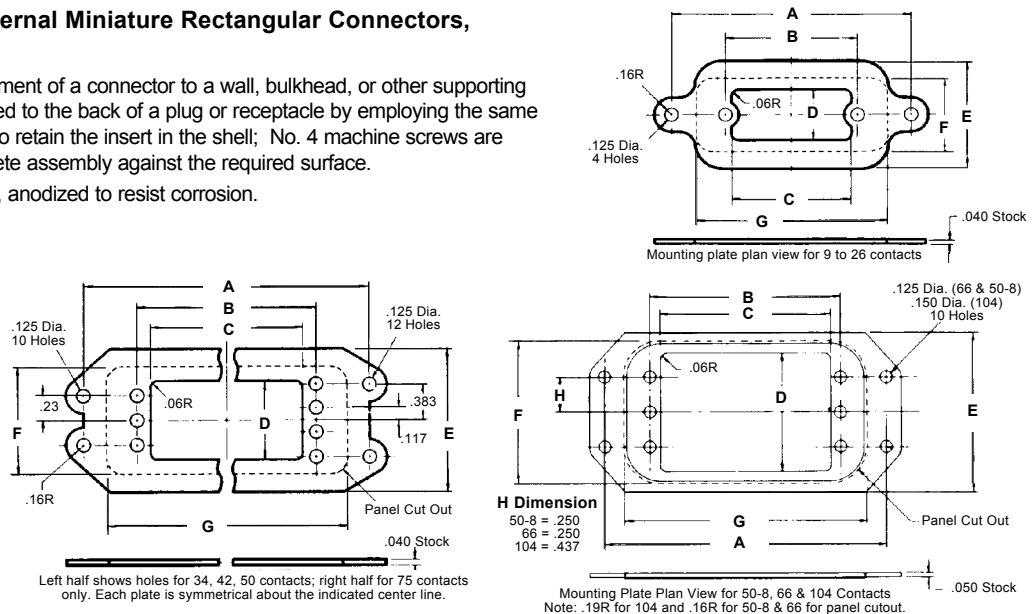 ernal Miniature Rectangular Connectors,
ment of a connector to a wall, bulkhead, or other supporting
ed to the back of a plug or receptacle by employing the same
o retain the insert in the shell; No. 4 machine screws are
ete assembly against the required surface.
, anodized to resist corrosion.
A
B
.16R
.06R
D
F
E
.125 Dia.
4 Holes
C
G
.040 Stock
Mounting plate plan view for 9 to 26 contacts
A
B
C
.125 Dia.
10 Holes
.125 Dia.
12 Holes
.06R
.23
.383
D
F
E
.117
.16R
Panel Cut Out
G
.040 Stock
Left half shows holes for 34, 42, 50 contacts; right half for 75 contacts
only. Each plate is symmetrical about the indicated center line.
B
C
.125 Dia. (66 & 50-8)
.150 Dia. (104)
10 Holes
.06R
H
F
D
E
H Dimension
50-8 = .250
66 = .250
104 = .437
G
Panel Cut Out
A
.050 Stock
Mounting Plate Plan View for 50-8, 66 & 104 Contacts
Note: .19R for 104 and .16R for 50-8 & 66 for panel cutout.